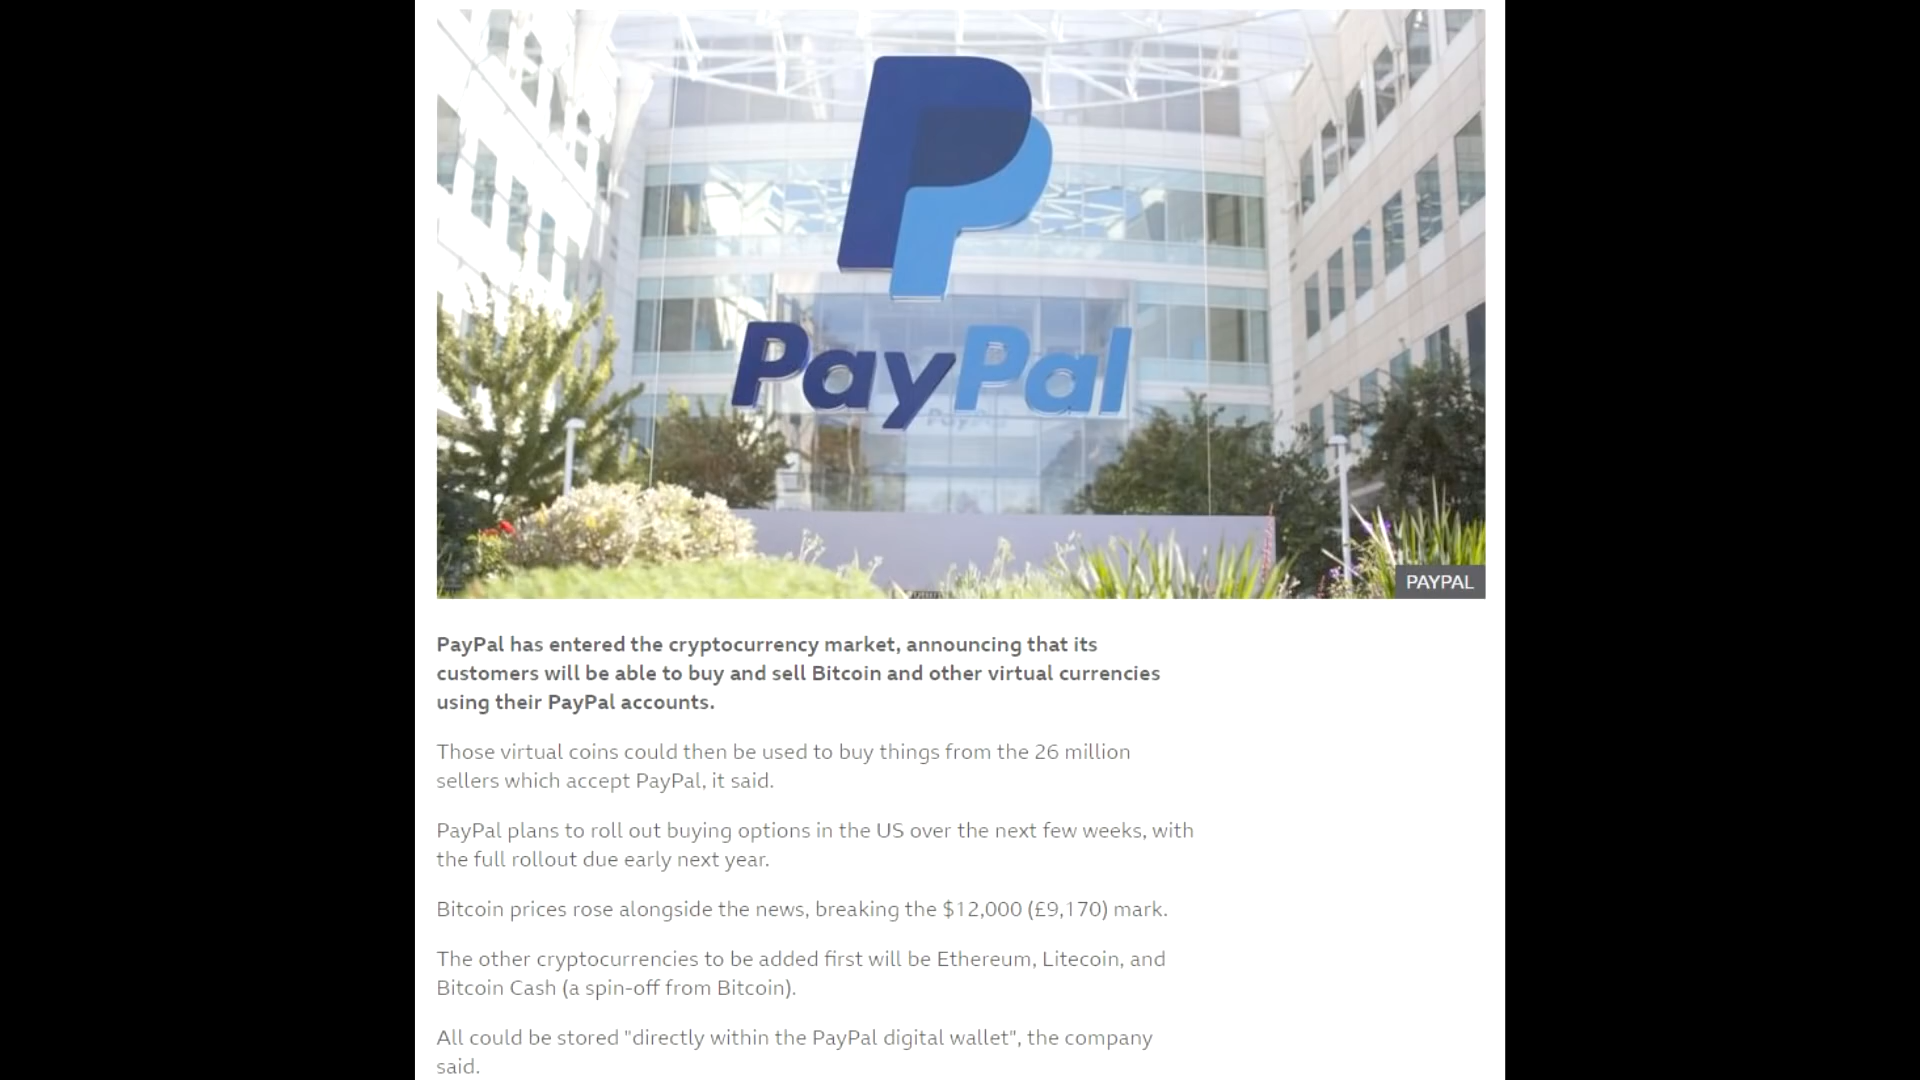 PayPal
PAYPAL
PayPal has entered the cryptocurrency market, announcing that its
customers will be able to buy and sell Bitcoin and other virtual currencies
using their PayPal accounts.
Those virtual coins could then be used to buy things from the 26 million
sellers which accept PayPal, it said.
PayPal plans to roll out buying options in the US over the next few weeks, with
the full rollout due early next year.
Bitcoin prices rose alongside the news, breaking the $12,000 (£9,170) mark.
The other cryptocurrencies to be added first will be Ethereum, Litecoin, and
Bitcoin Cash (a spin-off from Bitcoin).
All could be stored "directly within the PayPal digital wallet", the company
said.